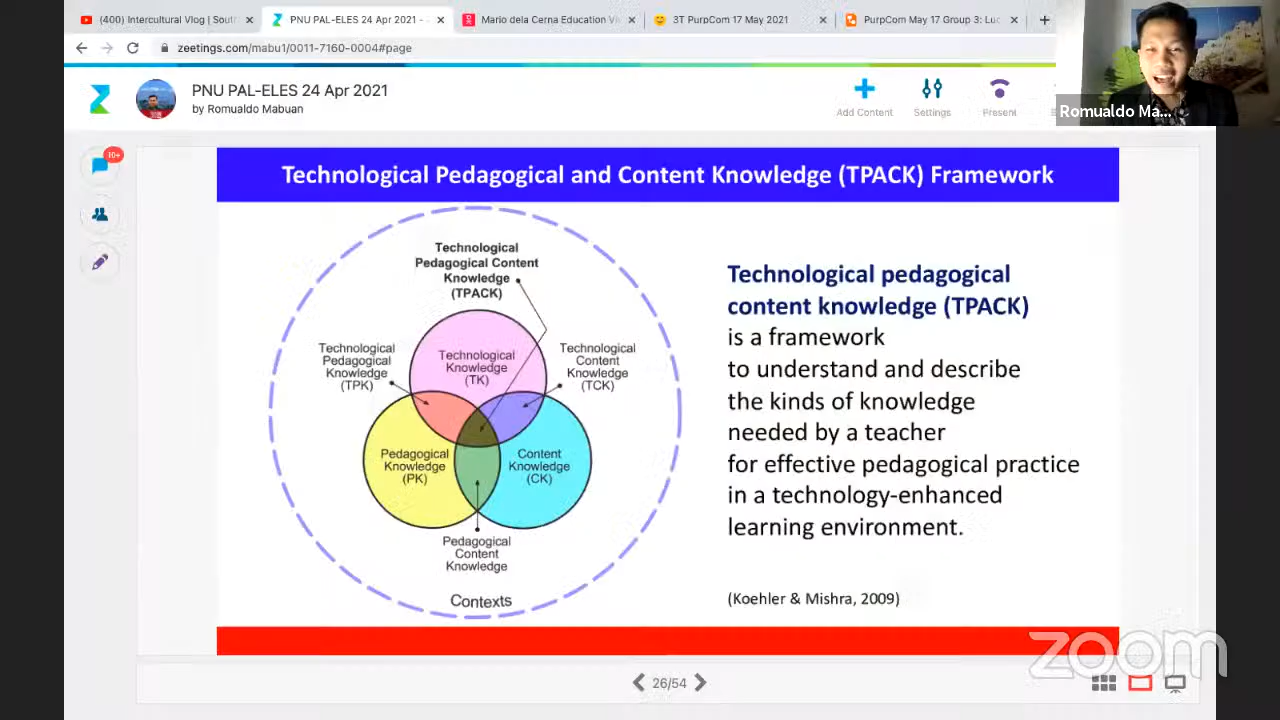 (400) Intercultural Vlog | South
PNU PAL-ELES 24 Apr 2021 -
Mario dela Cerna Education Vi
3T PurpCom 17 May 2021
PurpCom May 17 Group 3: Luc
zeetings.com/mabu1/0011-7160-0004#page
PNU PAL-ELES 24 Apr 2021
by Romualdo Mabuan
Add Content
Settings
Present
Romualdo Ma...
10+
Technological Pedagogical and Content Knowledge (TPACK) Framework
Technological
Pedagogical Content
Knowledge
(TPACK)
Technological
Pedagogical
Knowledge
(TPK)
Technological
Knowledge
(TK)
Technological
Content
Knowledge
(TCK)
Pedagogical
Knowledge
(PK)
Content
Knowledge
(CK)
Pedagogical
Content
Knowledge
Contexts
Technological pedagogical
content knowledge (TPACK)
is a framework
to understand and describe
the kinds of knowledge
needed by a teacher
for effective pedagogical practice
in a technology-enhanced
learning environment.
(Koehler & Mishra, 2009)
26/54
zoom